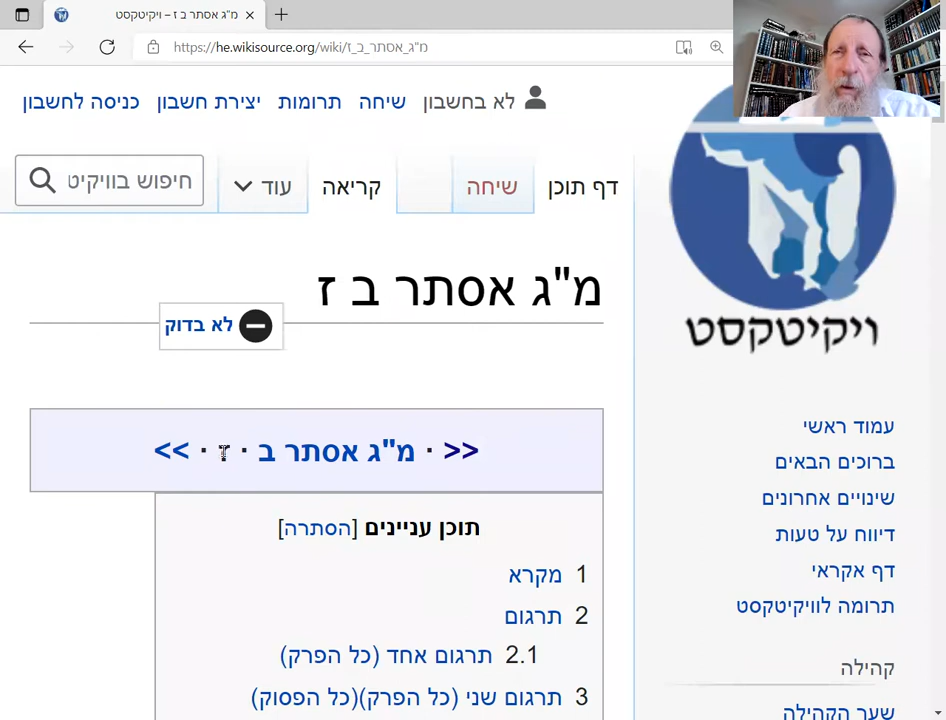 מ"ג אסתר ב ז – ויקיטקסט
https://he.wikisource.org/wiki/מ"ג_אסתר_ב_ז
לא בחשבון שיחה תרומות יצירת חשבון כניסה לחשבון
דף תוכן שיחה קריאה עוד חיפוש בוויקיט
מ"ג אסתר ב ז
לא בדוק
ויקיטקסט
<< · מ"ג אסתר ב · ז · >>
תוכן עניינים [הסתרה]
1 מקרא
2 תרגום
2.1 תרגום אחד (כל הפרק)
3 תרגום שני (כל הפרק)(כל הפסוק)
עמוד ראשי
ברוכים הבאים
שינויים אחרונים
דיווח על טעות
דף אקראי
תרומה לוויקיטקסט
קהילה
שער הקהילה